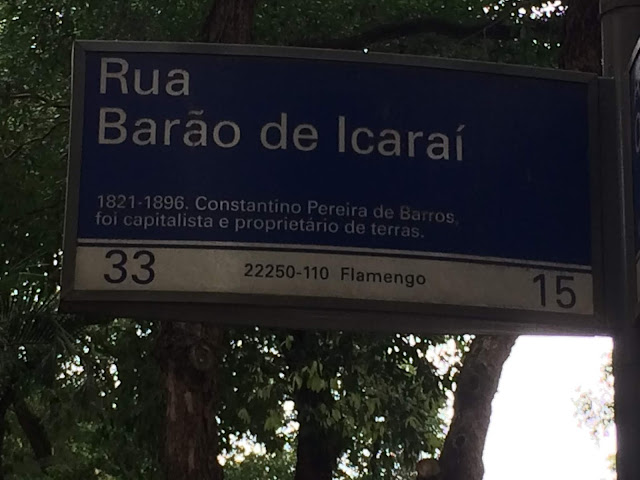 Rua
Barão de Icaraí
1821-1896. Constantino Pereira de Barros,
foi capitalista e proprietário de terras.
33 22250-110 Flamengo 15